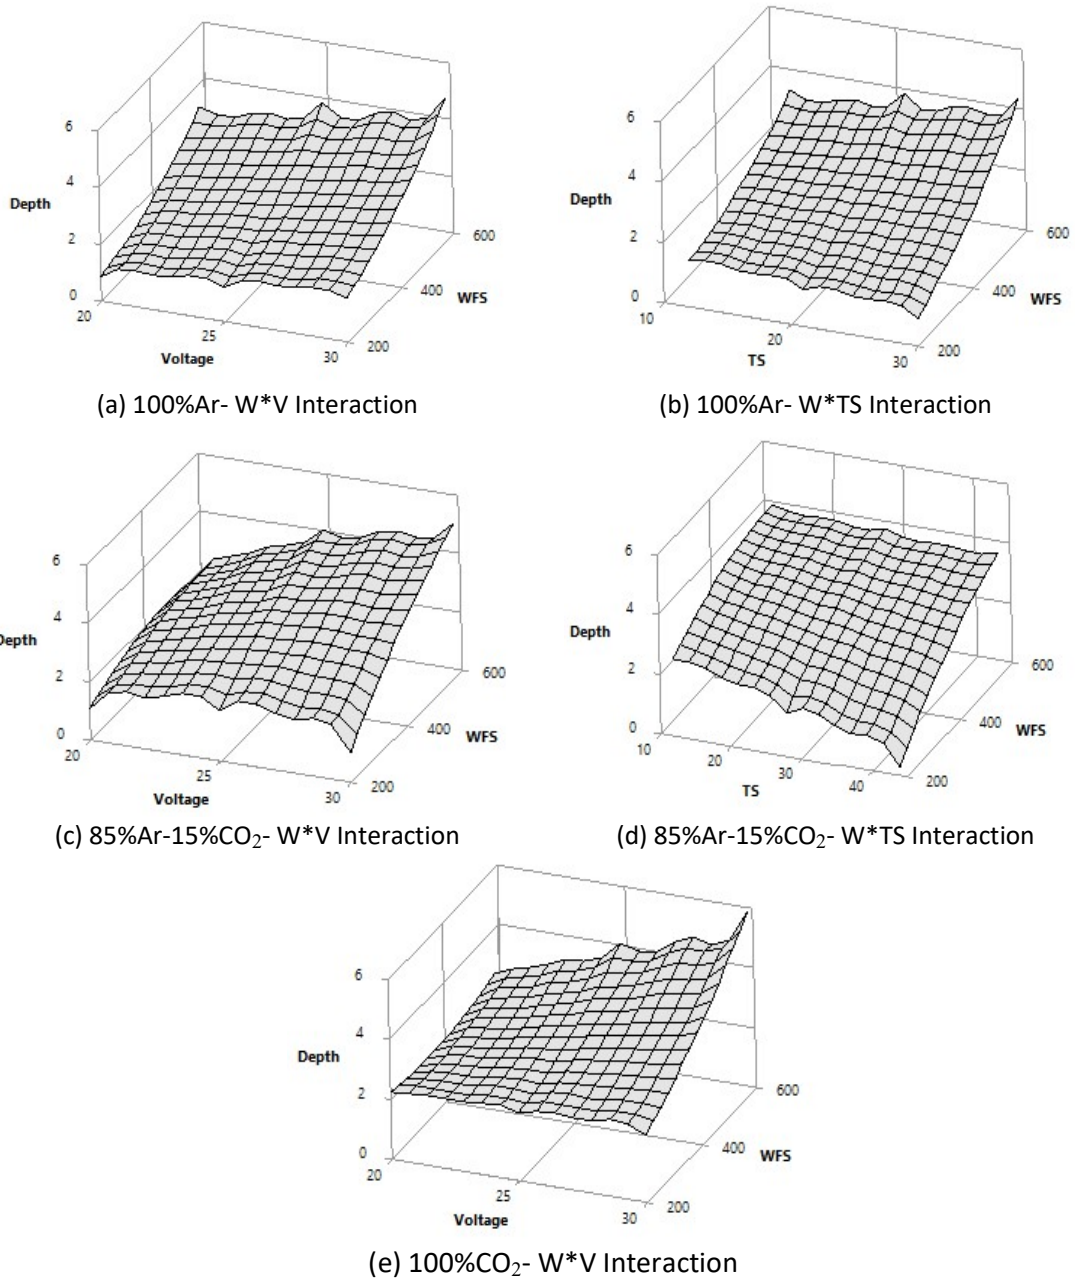 6
4
Depth
2
0
20
25
30
Voltage
200
400
600
WFS
(a) 100%Ar- W*V Interaction
6
4
Depth
2
0
10
20
30
TS
200
400
600
WFS
(b) 100%Ar- W*TS Interaction
6
4
Depth
2
0
20
25
30
Voltage
200
400
600
WFS
(c) 85%Ar-15%CO₂- W*V Interaction
6
4
Depth
2
0
10
20
30
40
TS
200
400
600
WFS
(d) 85%Ar-15%CO₂- W*TS Interaction
6
4
Depth
2
0
20
25
30
Voltage
200
400
600
WFS
(e) 100%CO₂- W*V Interaction